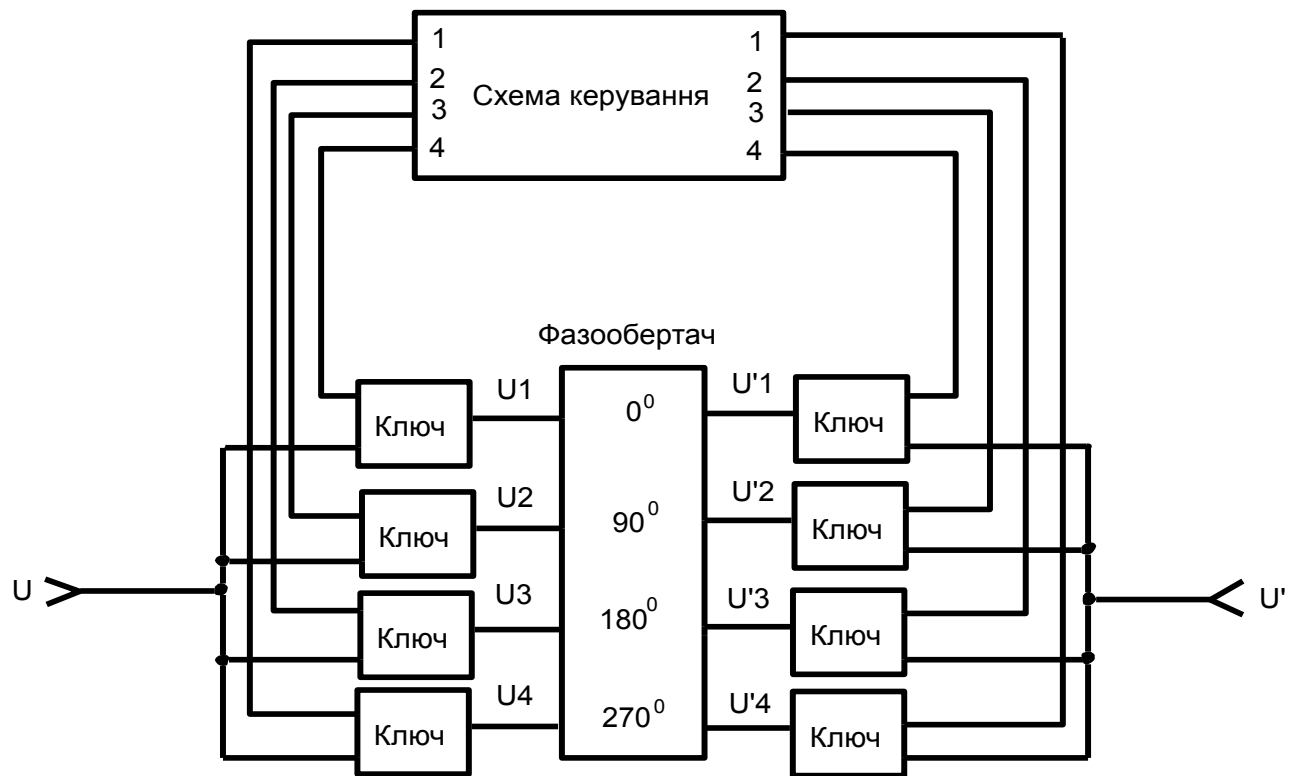 1 1
2 2
Схема керування
3 3
4 4
Фазообертач
U1 U'1
0⁰
Ключ Ключ
U2 U'2
90⁰
Ключ Ключ
U U'
U3 U'3
180⁰
Ключ Ключ
U4 U'4
270⁰
Ключ Ключ